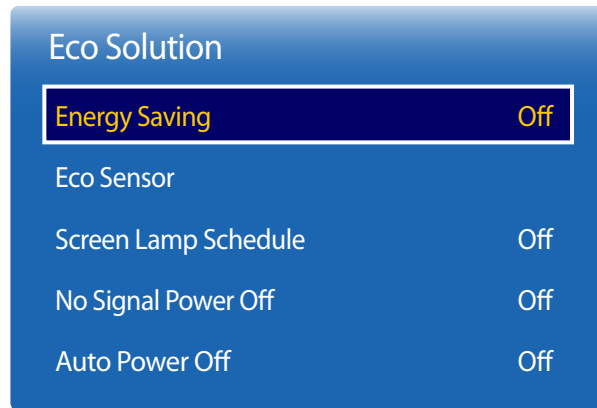 Eco Solution
Energy Saving Off
Eco Sensor
Screen Lamp Schedule Off
No Signal Power Off Off
Auto Power Off Off